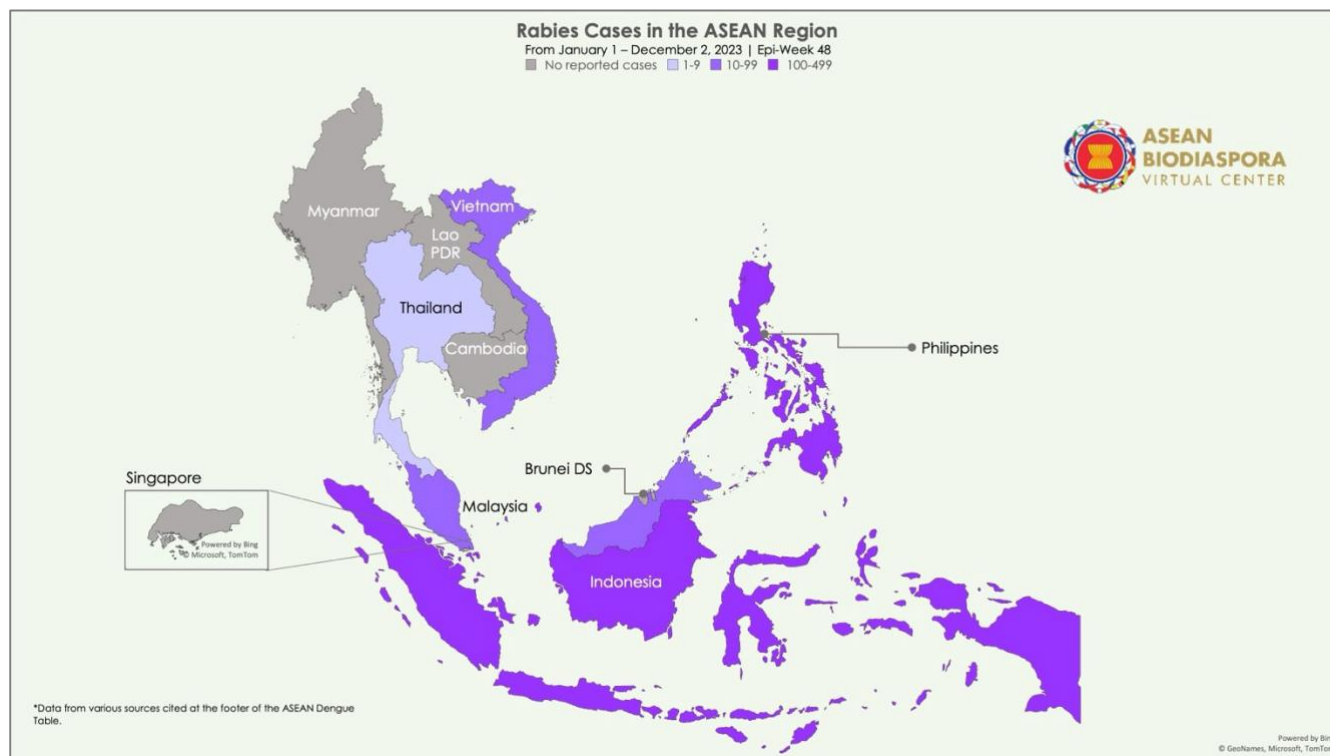 Rabies Cases in the ASEAN Region
From January 1 – December 2, 2023 | Epi-Week 48
No reported cases 1-9 10-99 100-499
ASEAN
BIODIASPORA
VIRTUAL CENTER
Myanmar
Vietnam
Lao
PDR
Thailand
Cambodia
Philippines
Brunei DS
Singapore
Malaysia
Powered by Bing
© Microsoft, TomTom
Indonesia
*Data from various sources cited at the footer of the ASEAN Dengue
Table.
Powered by Bing
© GeoNames, Microsoft, TomTom